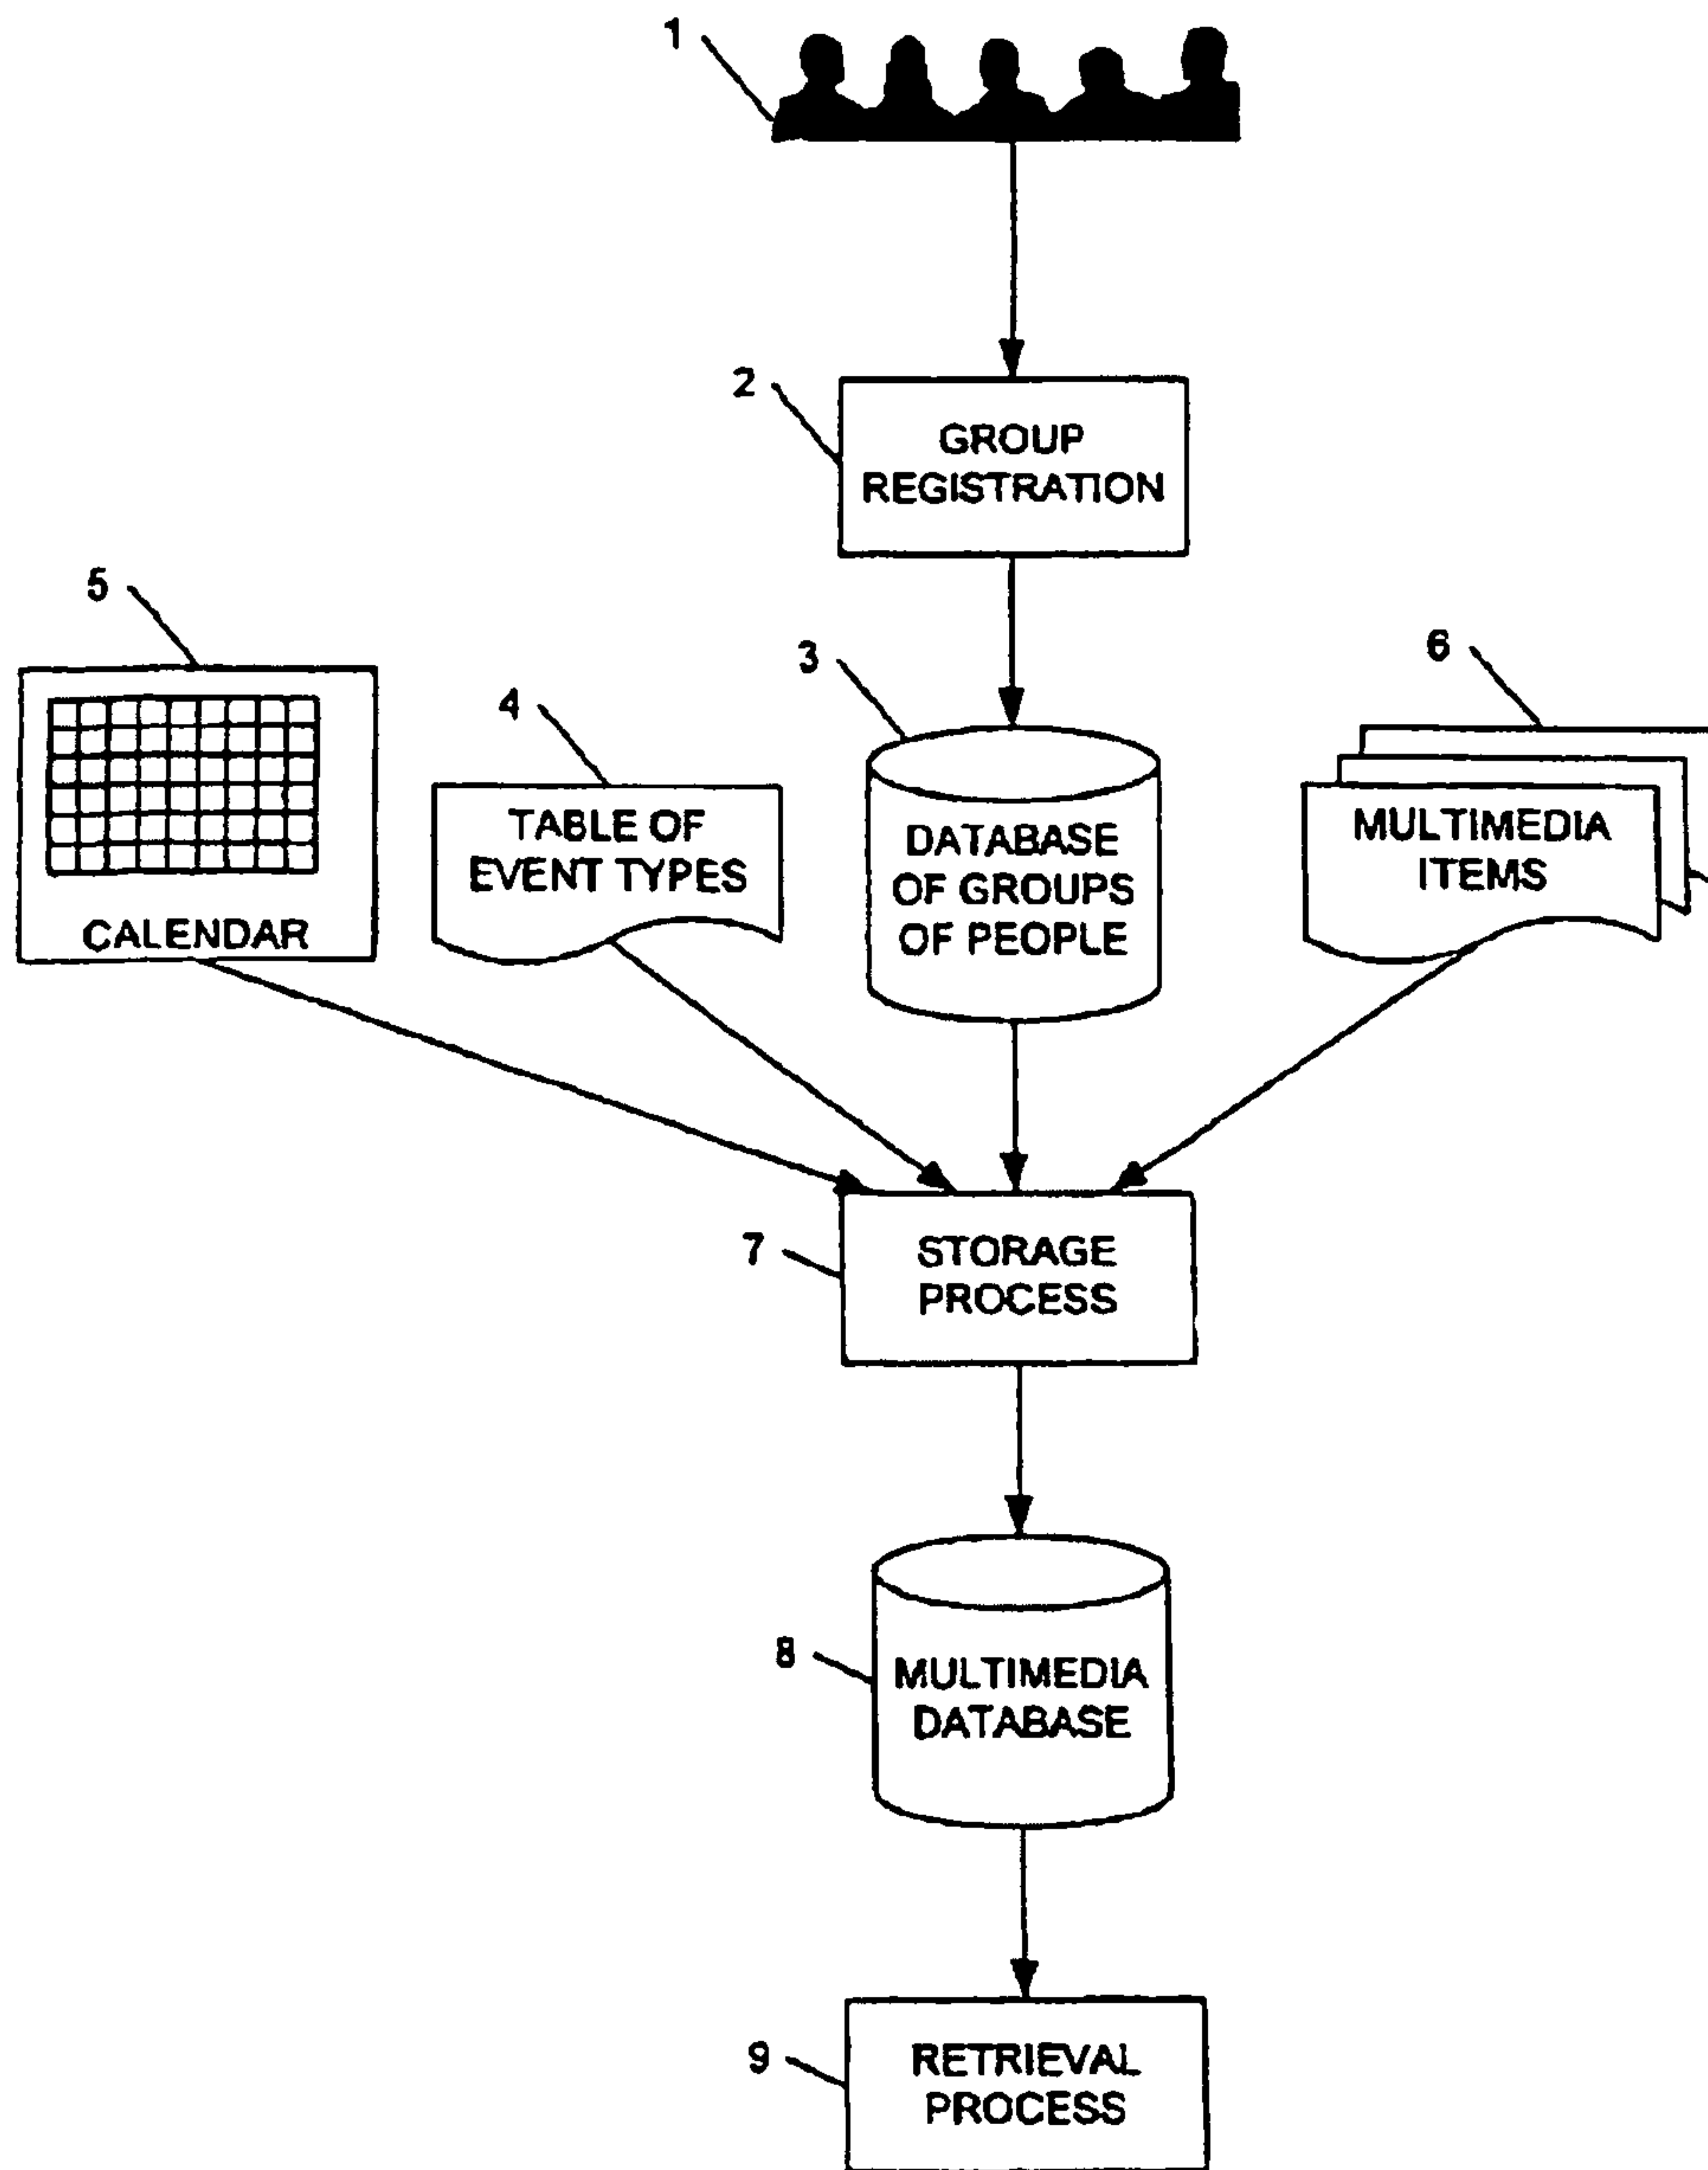 1
2
GROUP
REGISTRATION
5
3
6
4
TABLE OF
EVENT TYPES
DATABASE
OF GROUPS
OF PEOPLE
MULTIMEDIA
ITEMS
CALENDAR
7
STORAGE
PROCESS
8
MULTIMEDIA
DATABASE
9
RETRIEVAL
PROCESS